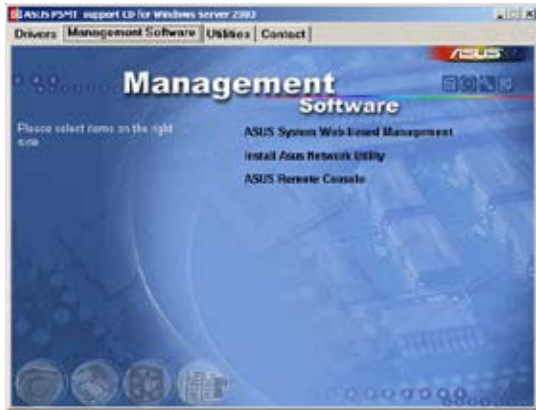 ASUS P5MT support CD for Windows Server 2003
Drivers Management Software Utilities Contact
ASUS
Management
Software
Please select items on the right
side
ASUS System Web-based Management
Install Asus Network Utility
ASUS Remote Console